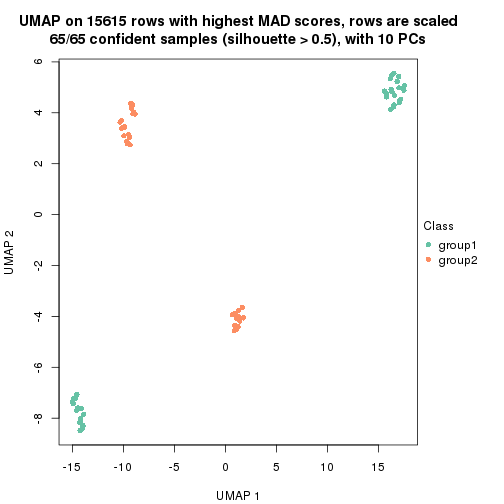 UMAP on 15615 rows with highest MAD scores, rows are scaled
65/65 confident samples (silhouette > 0.5), with 10 PCs
6
4
2
0
-2
-4
-6
-8
UMAP 2
-15 -10 -5 0 5 10 15
UMAP 1
Class
group1
group2